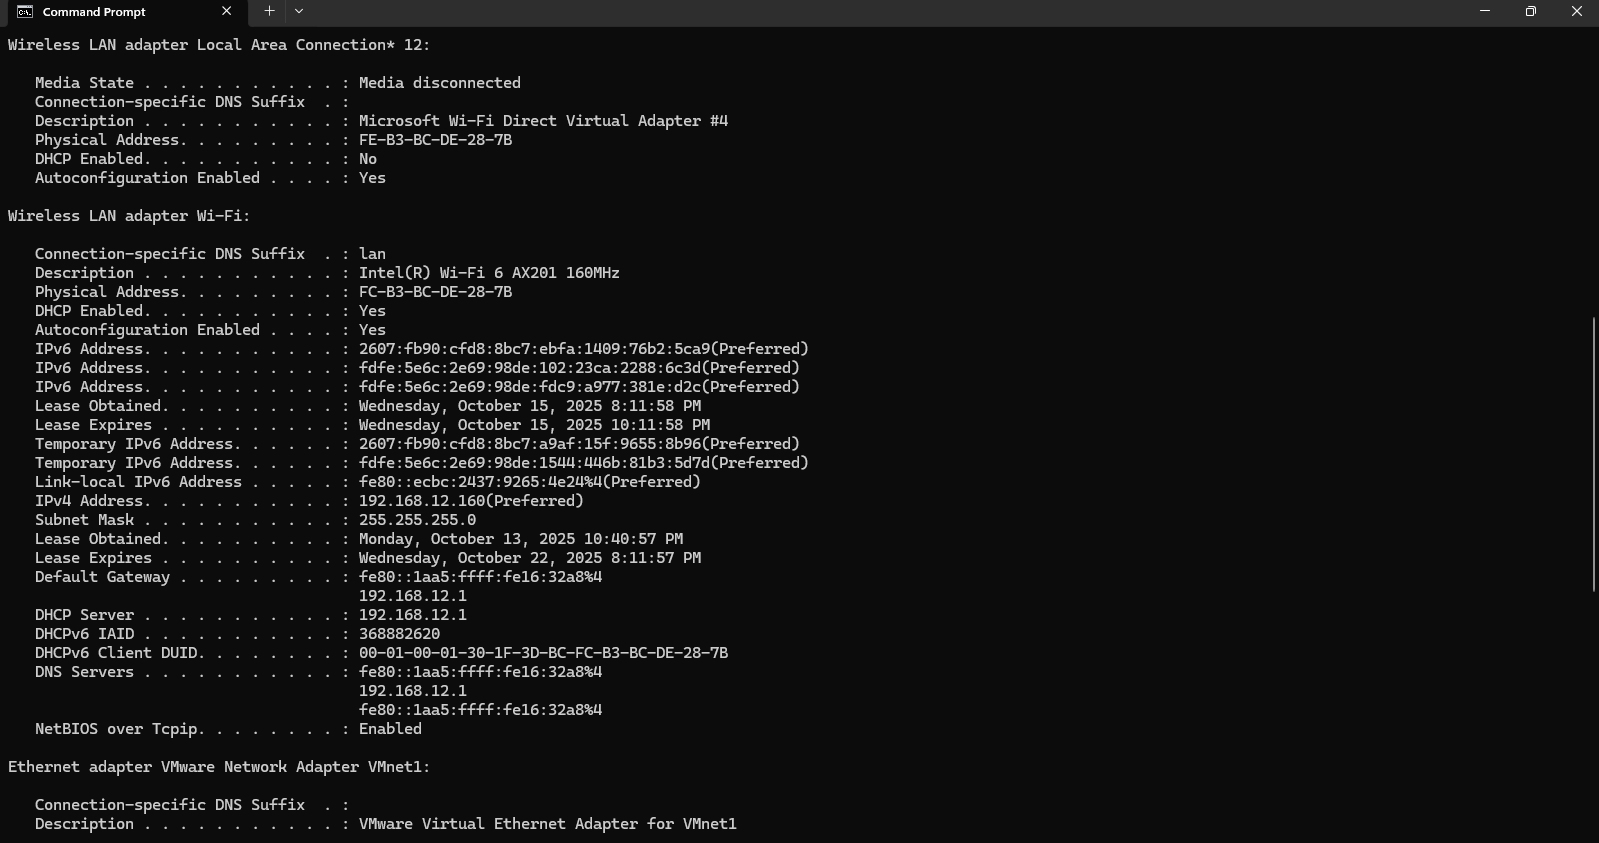 Command Prompt
Wireless LAN adapter Local Area Connection* 12:
Media State . . . . . . . . . . . : Media disconnected
Connection-specific DNS Suffix  . :
Description . . . . . . . . . . . : Microsoft Wi-Fi Direct Virtual Adapter #4
Physical Address. . . . . . . . . : FE-B3-BC-DE-28-7B
DHCP Enabled. . . . . . . . . . . : No
Autoconfiguration Enabled . . . . : Yes
Wireless LAN adapter Wi-Fi:
Connection-specific DNS Suffix  . : lan
Description . . . . . . . . . . . : Intel(R) Wi-Fi 6 AX201 160MHz
Physical Address. . . . . . . . . : FC-B3-BC-DE-28-7B
DHCP Enabled. . . . . . . . . . . : Yes
Autoconfiguration Enabled . . . . : Yes
IPv6 Address. . . . . . . . . . . : 2607:fb90:cfd8:8bc7:ebfa:1409:76b2:5ca9(Preferred)
IPv6 Address. . . . . . . . . . . : fdfe:5e6c:2e69:98de:102:23ca:2288:6c3d(Preferred)
IPv6 Address. . . . . . . . . . . : fdfe:5e6c:2e69:98de:fdc9:a977:381e:d2c(Preferred)
Lease Obtained. . . . . . . . . . : Wednesday, October 15, 2025 8:11:58 PM
Lease Expires . . . . . . . . . . : Wednesday, October 15, 2025 10:11:58 PM
Temporary IPv6 Address. . . . . . : 2607:fb90:cfd8:8bc7:a9af:15f:9655:8b96(Preferred)
Temporary IPv6 Address. . . . . . : fdfe:5e6c:2e69:98de:1544:446b:81b3:5d7d(Preferred)
Link-local IPv6 Address . . . . . : fe80::ecbc:2437:9265:4e24%4(Preferred)
IPv4 Address. . . . . . . . . . . : 192.168.12.160(Preferred)
Subnet Mask . . . . . . . . . . . : 255.255.255.0
Lease Obtained. . . . . . . . . . : Monday, October 13, 2025 10:40:57 PM
Lease Expires . . . . . . . . . . : Wednesday, October 22, 2025 8:11:57 PM
Default Gateway . . . . . . . . . : fe80::1aa5:ffff:fe16:32a8%4
192.168.12.1
DHCP Server . . . . . . . . . . . : 192.168.12.1
DHCPv6 IAID . . . . . . . . . . . : 368882620
DHCPv6 Client DUID. . . . . . . . : 00-01-00-01-30-1F-3D-BC-FC-B3-BC-DE-28-7B
DNS Servers . . . . . . . . . . . : fe80::1aa5:ffff:fe16:32a8%4
192.168.12.1
fe80::1aa5:ffff:fe16:32a8%4
NetBIOS over Tcpip. . . . . . . . : Enabled
Ethernet adapter VMware Network Adapter VMnet1:
Connection-specific DNS Suffix  . :
Description . . . . . . . . . . . : VMware Virtual Ethernet Adapter for VMnet1